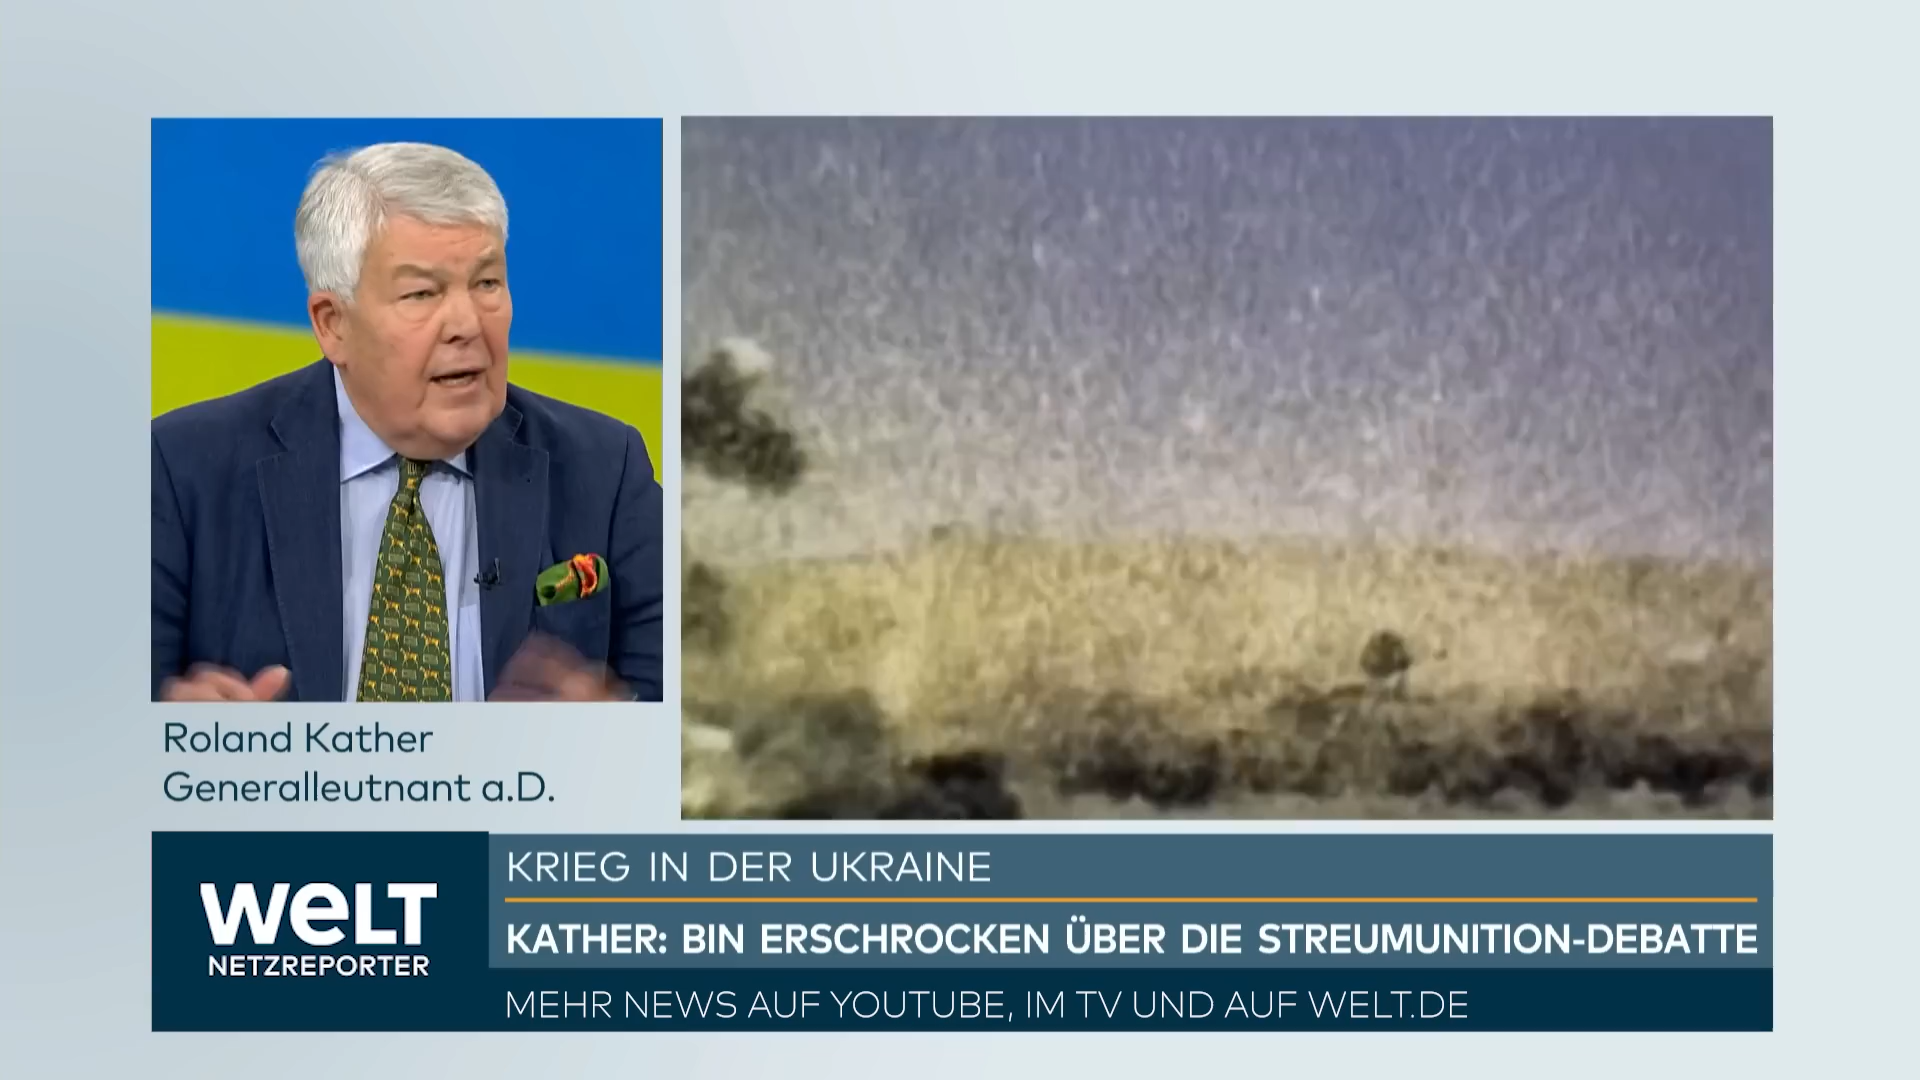 Roland Kather
Generalleutnant a.D.
WELT
NETZREPORTER
KRIEG IN DER UKRAINE
KATHER: BIN ERSCHROCKEN ÜBER DIE STREUMUNITION-DEBATTE
MEHR NEWS AUF YOUTUBE, IM TV UND AUF WELT.DE